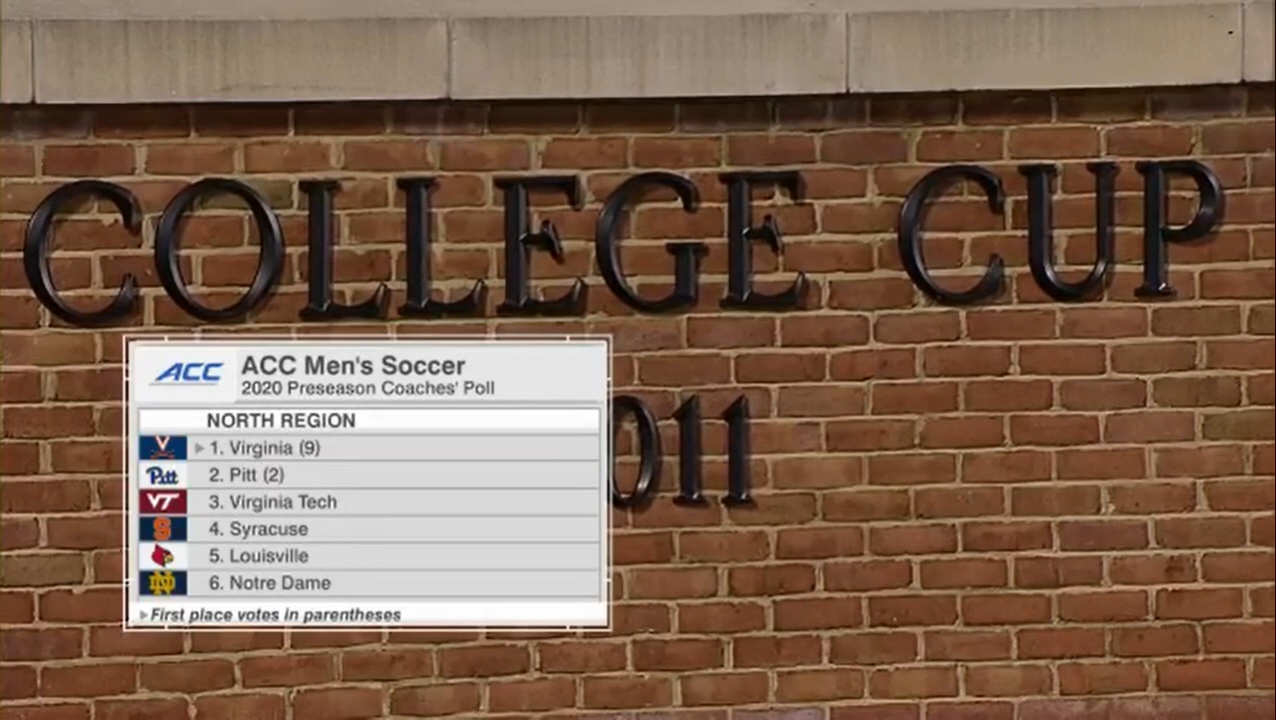 COLLEGE CUP
011
ACC
ACC Men's Soccer
2020 Preseason Coaches' Poll
NORTH REGION
V 1. Virginia (9)
Pitt 2. Pitt (2)
VT 3. Virginia Tech
S 4. Syracuse
5. Louisville
ND 6. Notre Dame
First place votes in parentheses